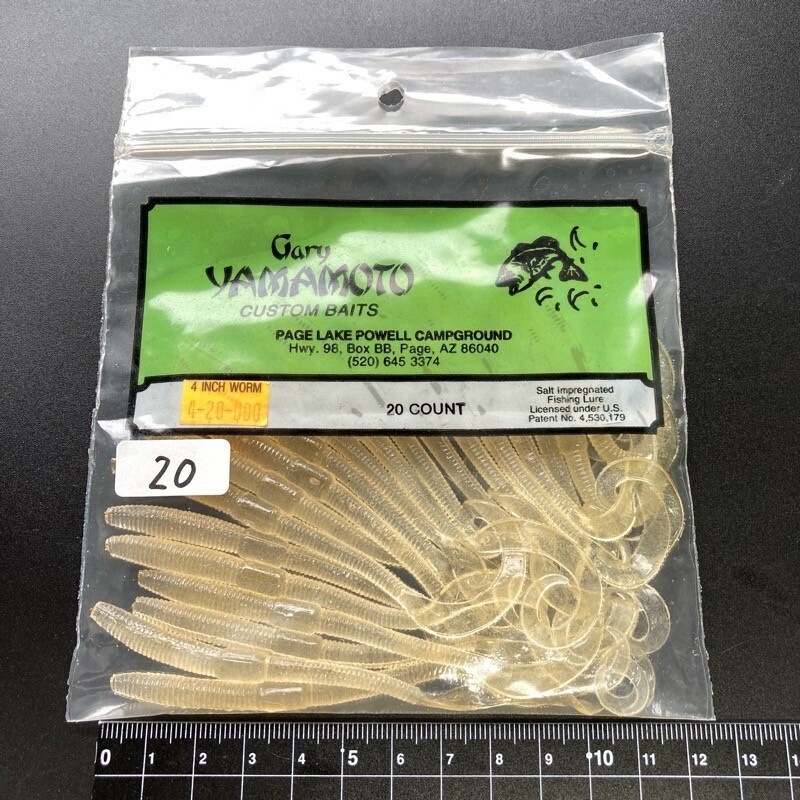 Gary
YAMAMOTO
CUSTOM BAITS
PAGE LAKE POWELL CAMPGROUND
Hwy. 98, Box BB, Page, AZ 86040
(520) 645 3374
4 INCH WORM
4-20-000
20 COUNT
Salt Impregnated
Fishing Lure
Licensed under U.S.
Patent No. 4,530,179
20
0 1 2 3 4 5 6 7 8 9 10 11 12 13